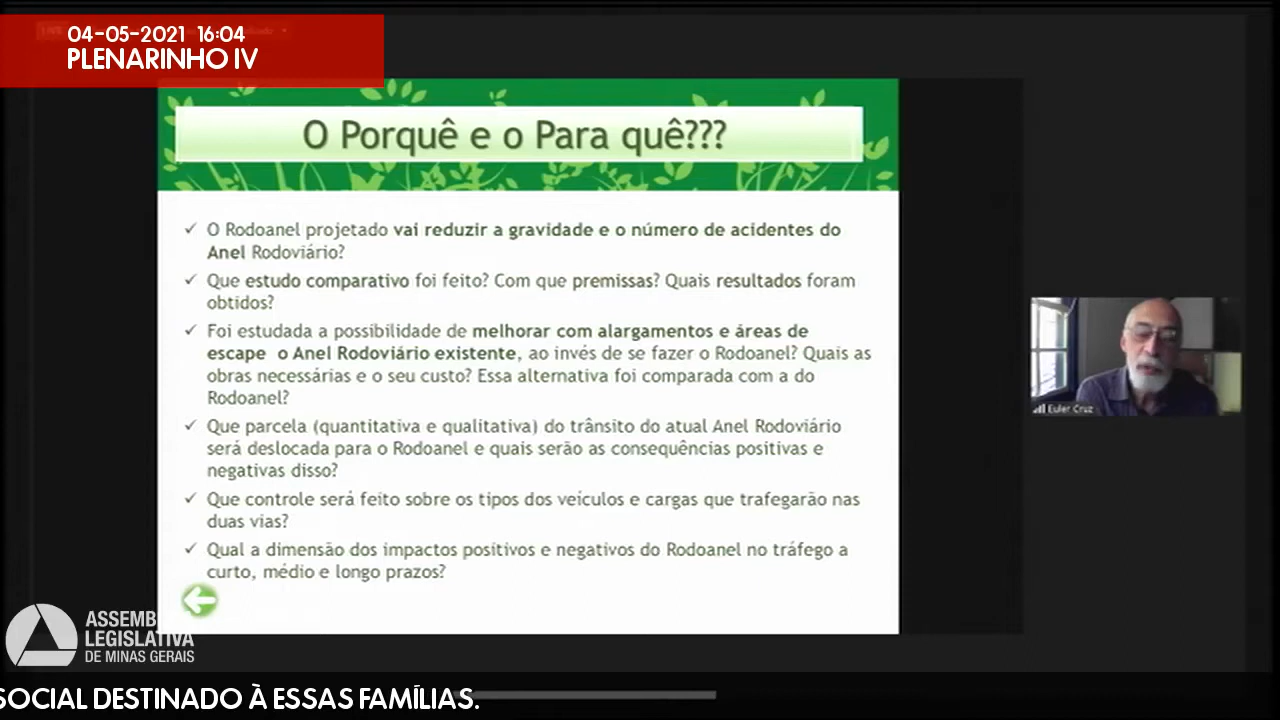 04-05-2021 16:04
PLENARINHO IV
O Porquê e o Para quê???
✓ O Rodoanel projetado vai reduzir a gravidade e o número de acidentes do
Anel Rodoviário?
✓ Que estudo comparativo foi feito? Com que premissas? Quais resultados foram
obtidos?
✓ Foi estudada a possibilidade de melhorar com alargamentos e áreas de
escape o Anel Rodoviário existente, ao invés de se fazer o Rodoanel? Quais as
obras necessárias e o seu custo? Essa alternativa foi comparada com a do
Rodoanel?
✓ Que parcela (quantitativa e qualitativa) do trânsito do atual Anel Rodoviário
será deslocada para o Rodoanel e quais serão as consequências positivas e
negativas disso?
✓ Que controle será feito sobre os tipos dos veículos e cargas que trafegarão nas
duas vias?
✓ Qual a dimensão dos impactos positivos e negativos do Rodoanel no tráfego a
curto, médio e longo prazos?
Euler Cruz
ASSEMB
LEGISLATIVA
DE MINAS GERAIS
SOCIAL DESTINADO À ESSAS FAMÍLIAS.